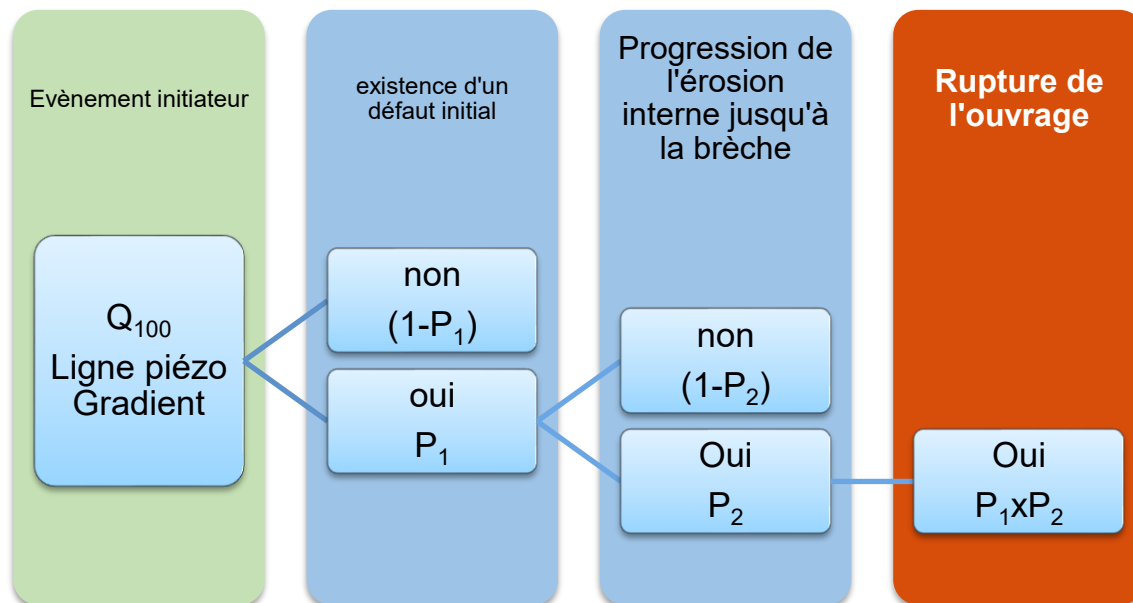 Evènement initiateur
existence d'un
défaut initial
Progression de
l'érosion
interne jusqu'à
la brèche
Rupture de
l'ouvrage
Q₁₀₀
Ligne piézo
Gradient
non
(1-P₁)
oui
P₁
non
(1-P₂)
Oui
P₂
Oui
P₁xP₂